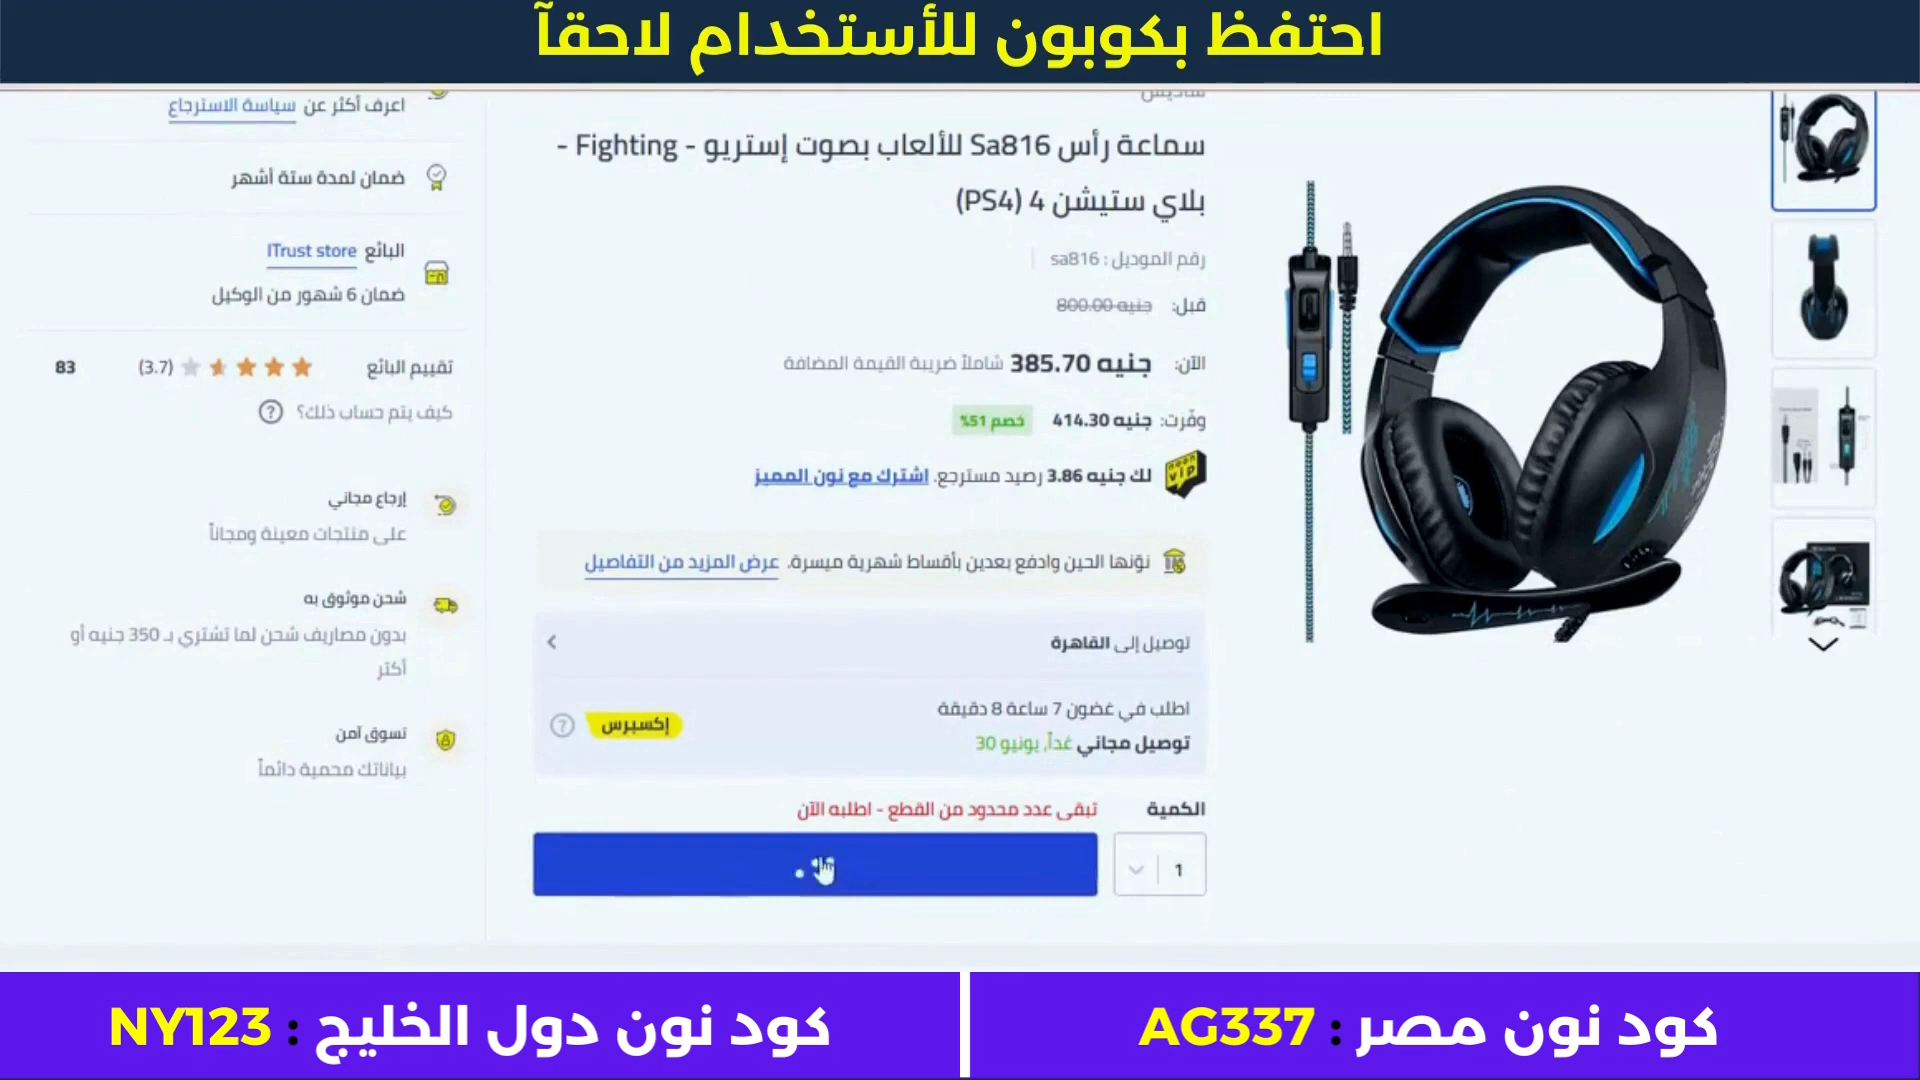 احتفظ بكوبون للأستخدام لاحقآ
ساديس
سماعة رأس Sa816 للألعاب بصوت إستريو - Fighting -
بلاي ستيشن 4 (PS4)
رقم الموديل : sa816
قبل: جنيه 800.00
الآن: جنيه 385.70 شاملاً ضريبة القيمة المضافة
وفّرت: جنيه 414.30 خصم 51%
noon vip لك جنيه 3.86 رصيد مسترجع. اشترك مع نون المميز
نوّنها الحين وادفع بعدين بأقساط شهرية ميسرة. عرض المزيد من التفاصيل
توصيل إلى القاهرة
اطلب في غضون 7 ساعة 8 دقيقة
توصيل مجاني غداً, يونيو 30
إكسبرس
الكمية تبقى عدد محدود من القطع - اطلبه الآن
1
اعرف أكثر عن سياسة الاسترجاع
ضمان لمدة ستة أشهر
البائع ITrust store
ضمان 6 شهور من الوكيل
تقييم البائع (3.7) 83
كيف يتم حساب ذلك؟
إرجاع مجاني
على منتجات معينة ومجاناً
شحن موثوق به
بدون مصاريف شحن لما تشتري بـ 350 جنيه أو
أكثر
تسوق آمن
بياناتك محمية دائماً
كود نون مصر : AG337
كود نون دول الخليج : NY123